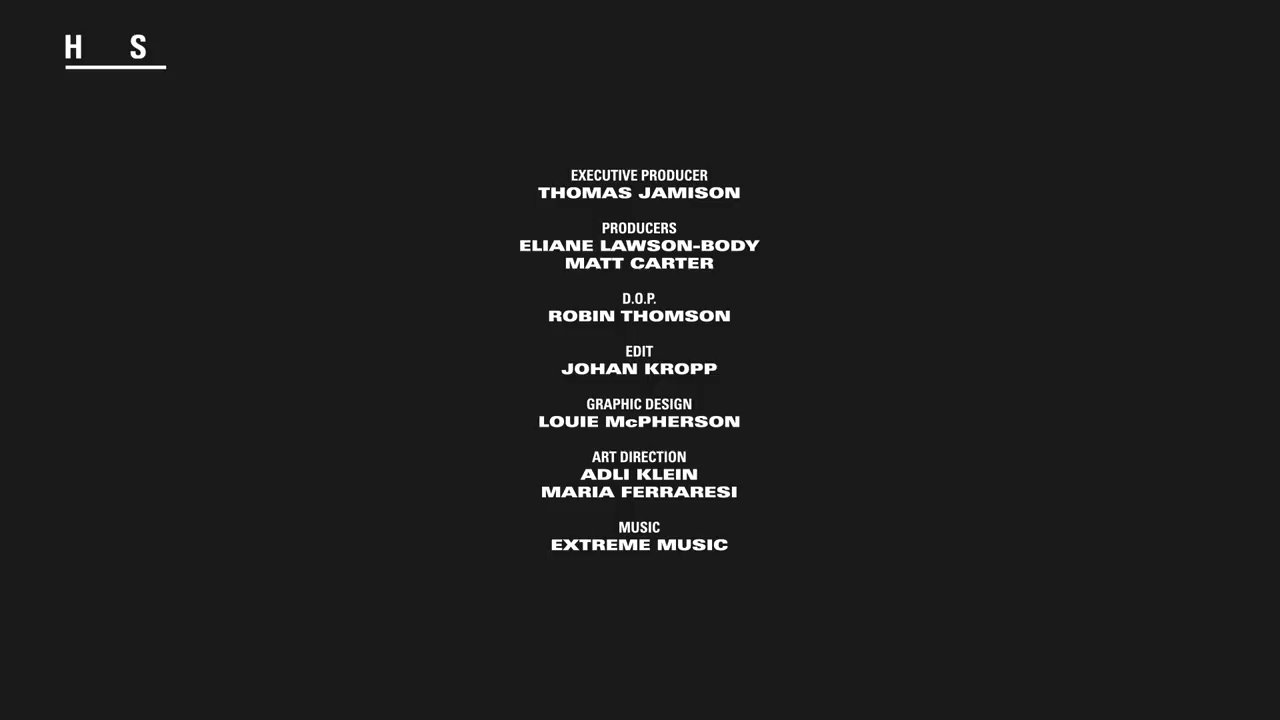 H S
EXECUTIVE PRODUCER
THOMAS JAMISON
PRODUCERS
ELIANE LAWSON-BODY
MATT CARTER
D.O.P.
ROBIN THOMSON
EDIT
JOHAN KROPP
GRAPHIC DESIGN
LOUIE McPHERSON
ART DIRECTION
ADLI KLEIN
MARIA FERRARESI
MUSIC
EXTREME MUSIC